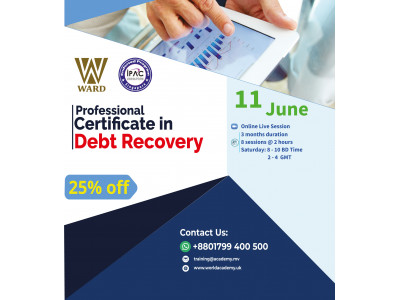 WARD
IPAC
Professional
Certificate in
Debt Recovery
25% off
11 June
Online Live Session
3 months duration
8 sessions @ 2 hours
Saturday: 8 - 10 BD Time
2 - 4 GMT
Contact Us:
+8801799 400 500
training@academy.mv
www.worldacademy.uk